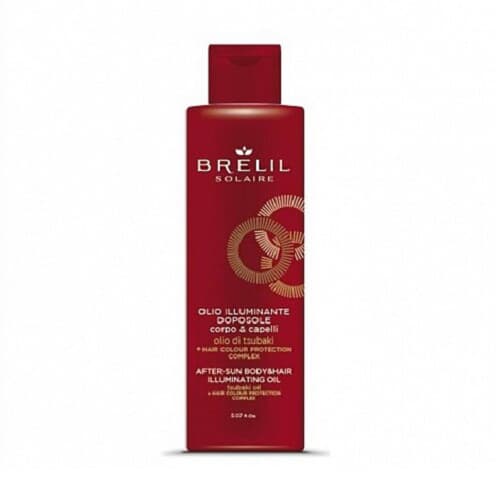 BRELIL
SOLAIRE
OLIO ILLUMINANTE
DOPOSOLE
corpo & capelli
olio di tsubaki
+ HAIR COLOUR PROTECTION
COMPLEX
AFTER-SUN BODY&HAIR
ILLUMINATING OIL
tsubaki oil
+ HAIR COLOUR PROTECTION
COMPLEX